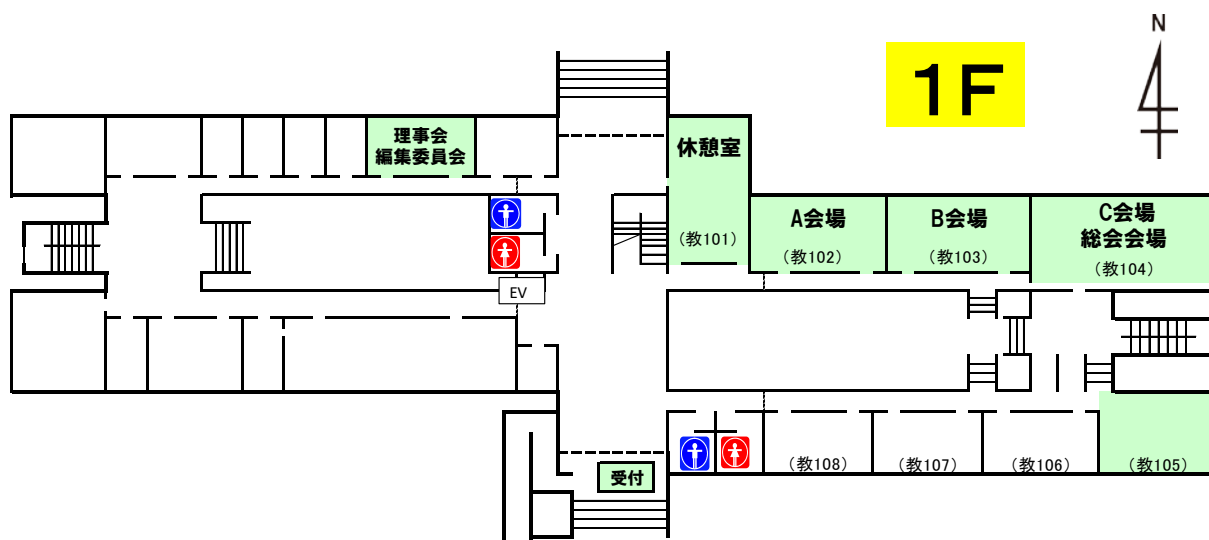 N
1F
理事会
編集委員会
休憩室
(教101)
A会場
(教102)
B会場
(教103)
C会場
総会会場
(教104)
EV
受付
(教108)
(教107)
(教106)
(教105)